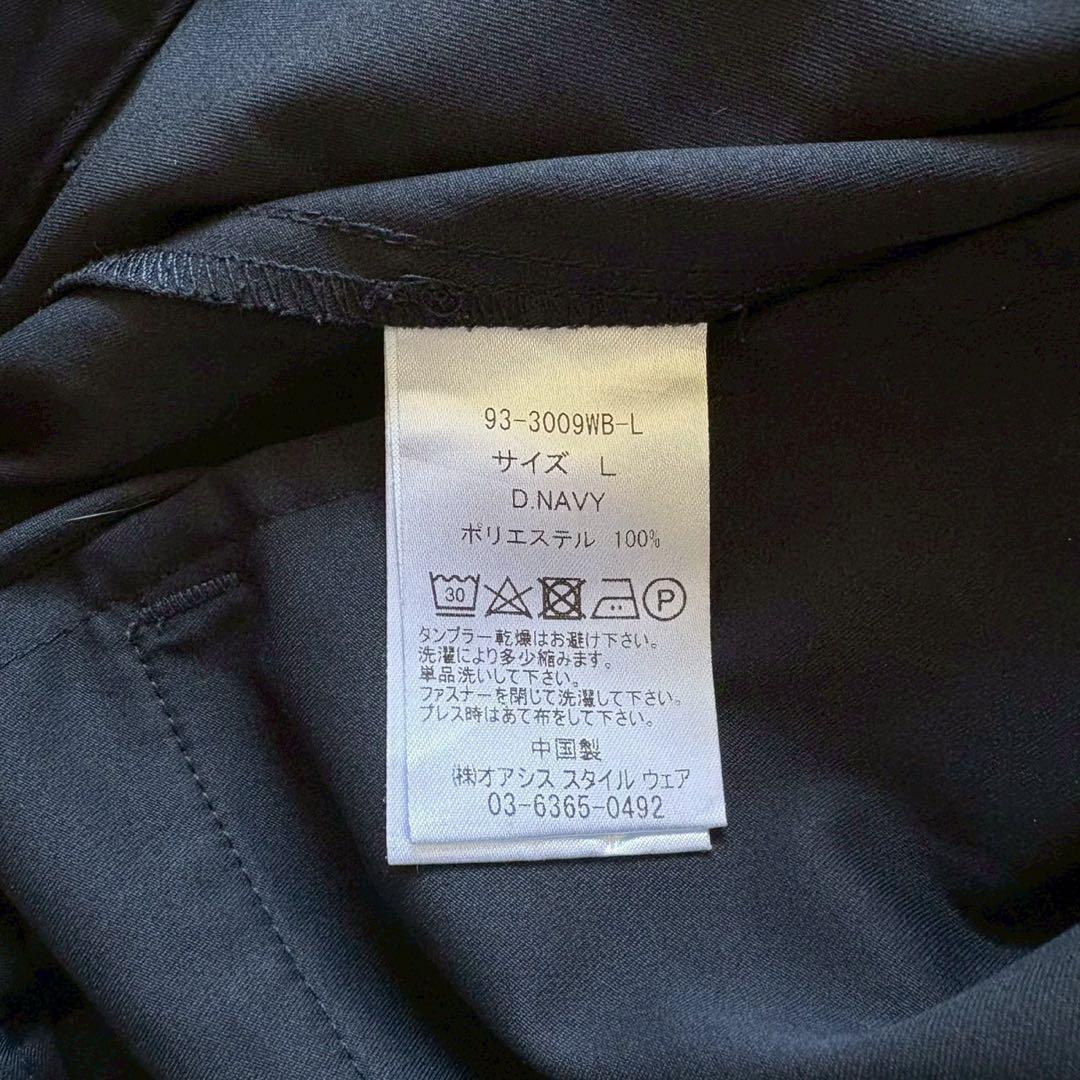 93-3009WB-L
サイズ L
D.NAVY
ポリエステル 100%
30 P
タンブラー乾燥はお避け下さい。
洗濯により多少縮みます。
単品洗いして下さい。
ファスナーを閉じて洗濯して下さい。
プレス時はあて布をして下さい。
中国製
㈱オアシス スタイル ウェア
03-6365-0492